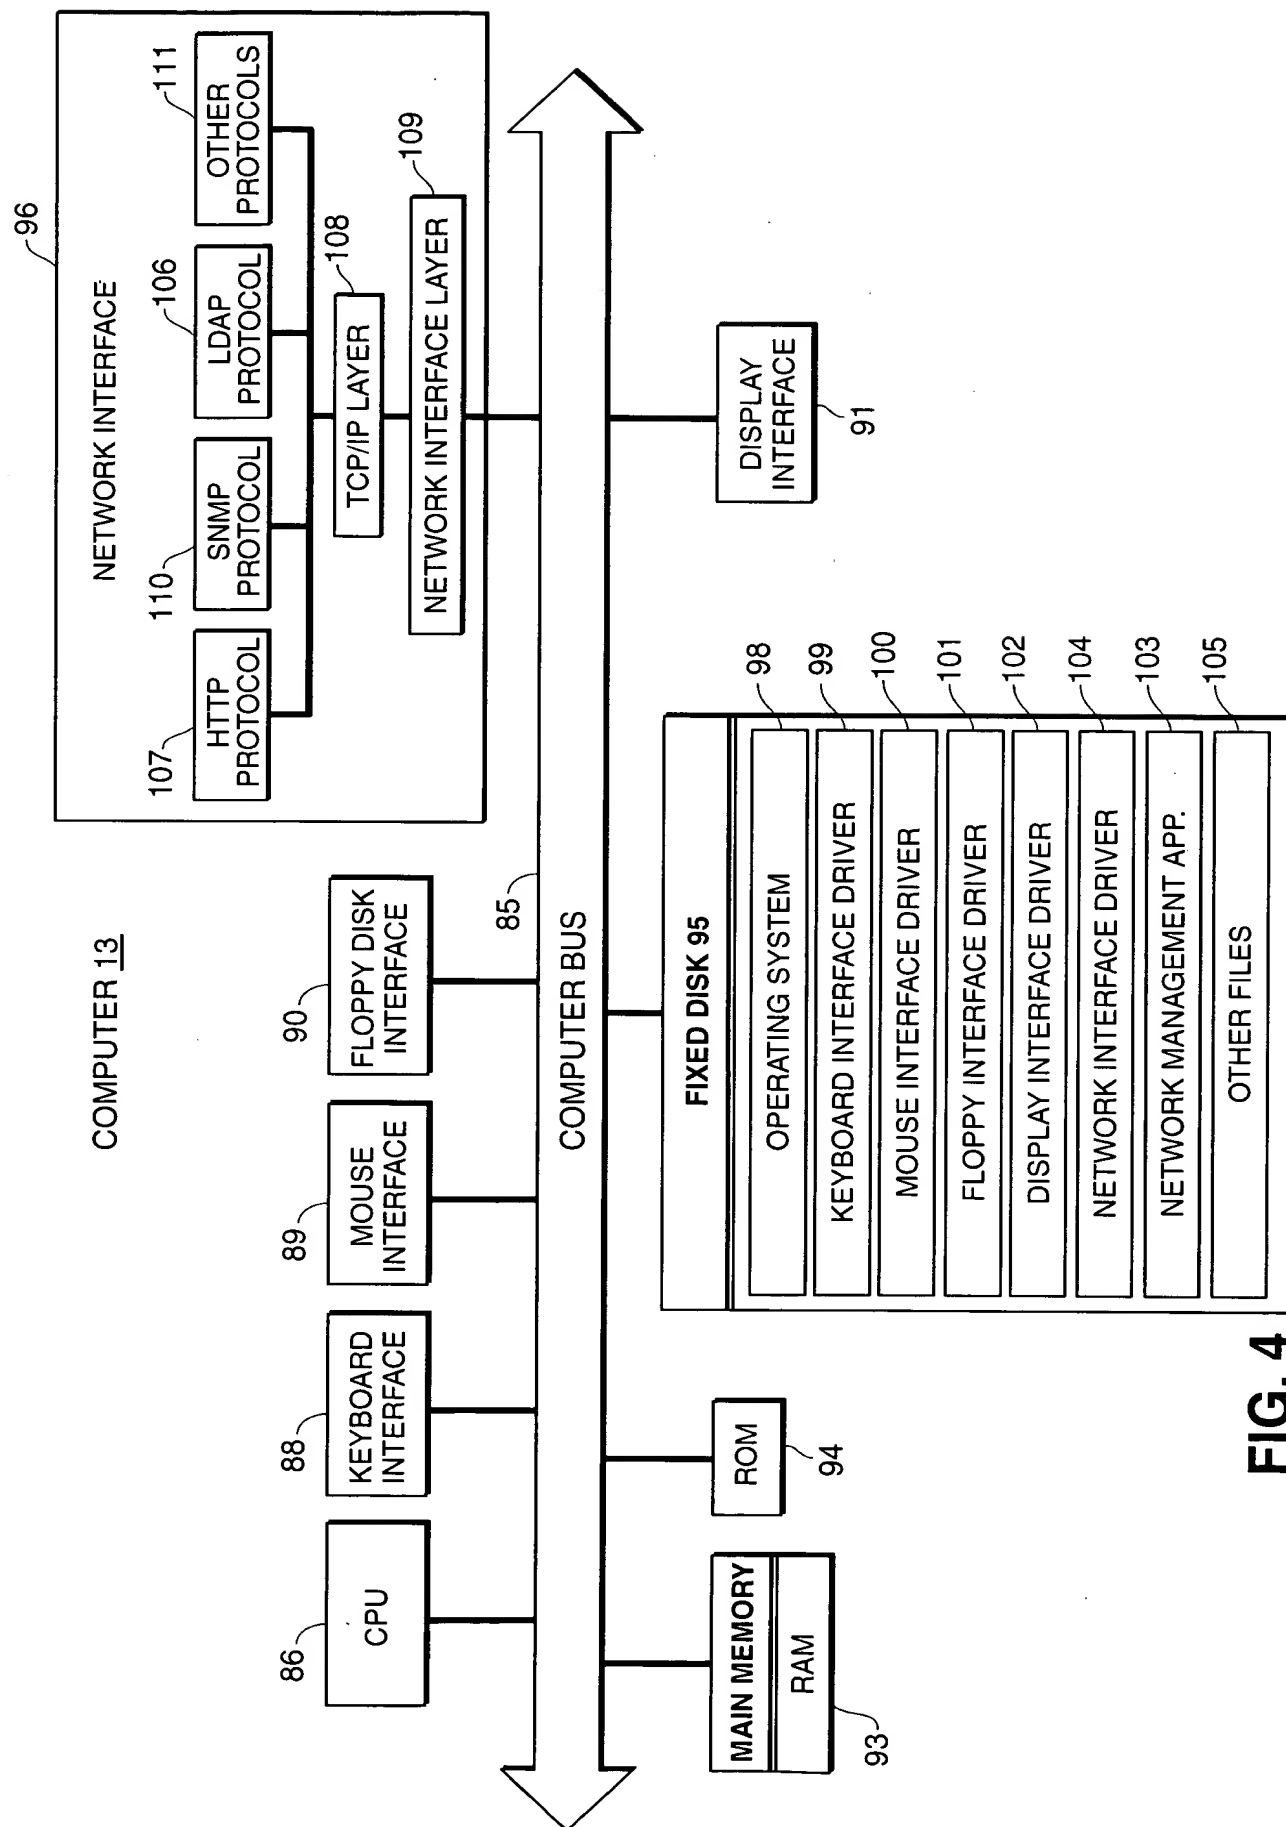 COMPUTER 13
96
NETWORK INTERFACE
107
HTTP
PROTOCOL
110
SNMP
PROTOCOL
106
LDAP
PROTOCOL
111
OTHER
PROTOCOLS
108
TCP/IP LAYER
109
NETWORK INTERFACE LAYER
86
CPU
88
KEYBOARD
INTERFACE
89
MOUSE
INTERFACE
90
FLOPPY DISK
INTERFACE
85
COMPUTER BUS
MAIN MEMORY
RAM
93
ROM
94
FIXED DISK 95
OPERATING SYSTEM
98
KEYBOARD INTERFACE DRIVER
99
MOUSE INTERFACE DRIVER
100
FLOPPY INTERFACE DRIVER
101
DISPLAY INTERFACE DRIVER
102
NETWORK INTERFACE DRIVER
104
NETWORK MANAGEMENT APP.
103
OTHER FILES
105
DISPLAY
INTERFACE
91
FIG. 4